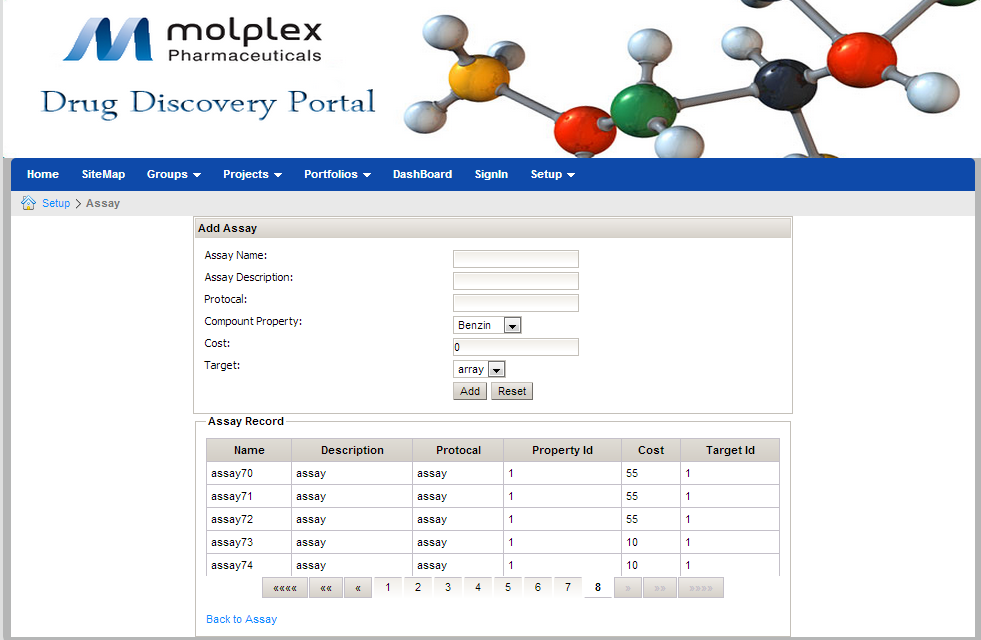 molplex
Pharmaceuticals
Drug Discovery Portal
Home SiteMap Groups Projects Portfolios DashBoard SignIn Setup
Setup > Assay
Add Assay
Assay Name:
Assay Description:
Protocal:
Compount Property: Benzin
Cost: 0
Target: array
Add Reset
Assay Record
Name Description Protocal Property Id Cost Target Id
assay70 assay assay 1 55 1
assay71 assay assay 1 55 1
assay72 assay assay 1 55 1
assay73 assay assay 1 10 1
assay74 assay assay 1 10 1
«««« «« « 1 2 3 4 5 6 7 8 » »» »»»»
Back to Assay